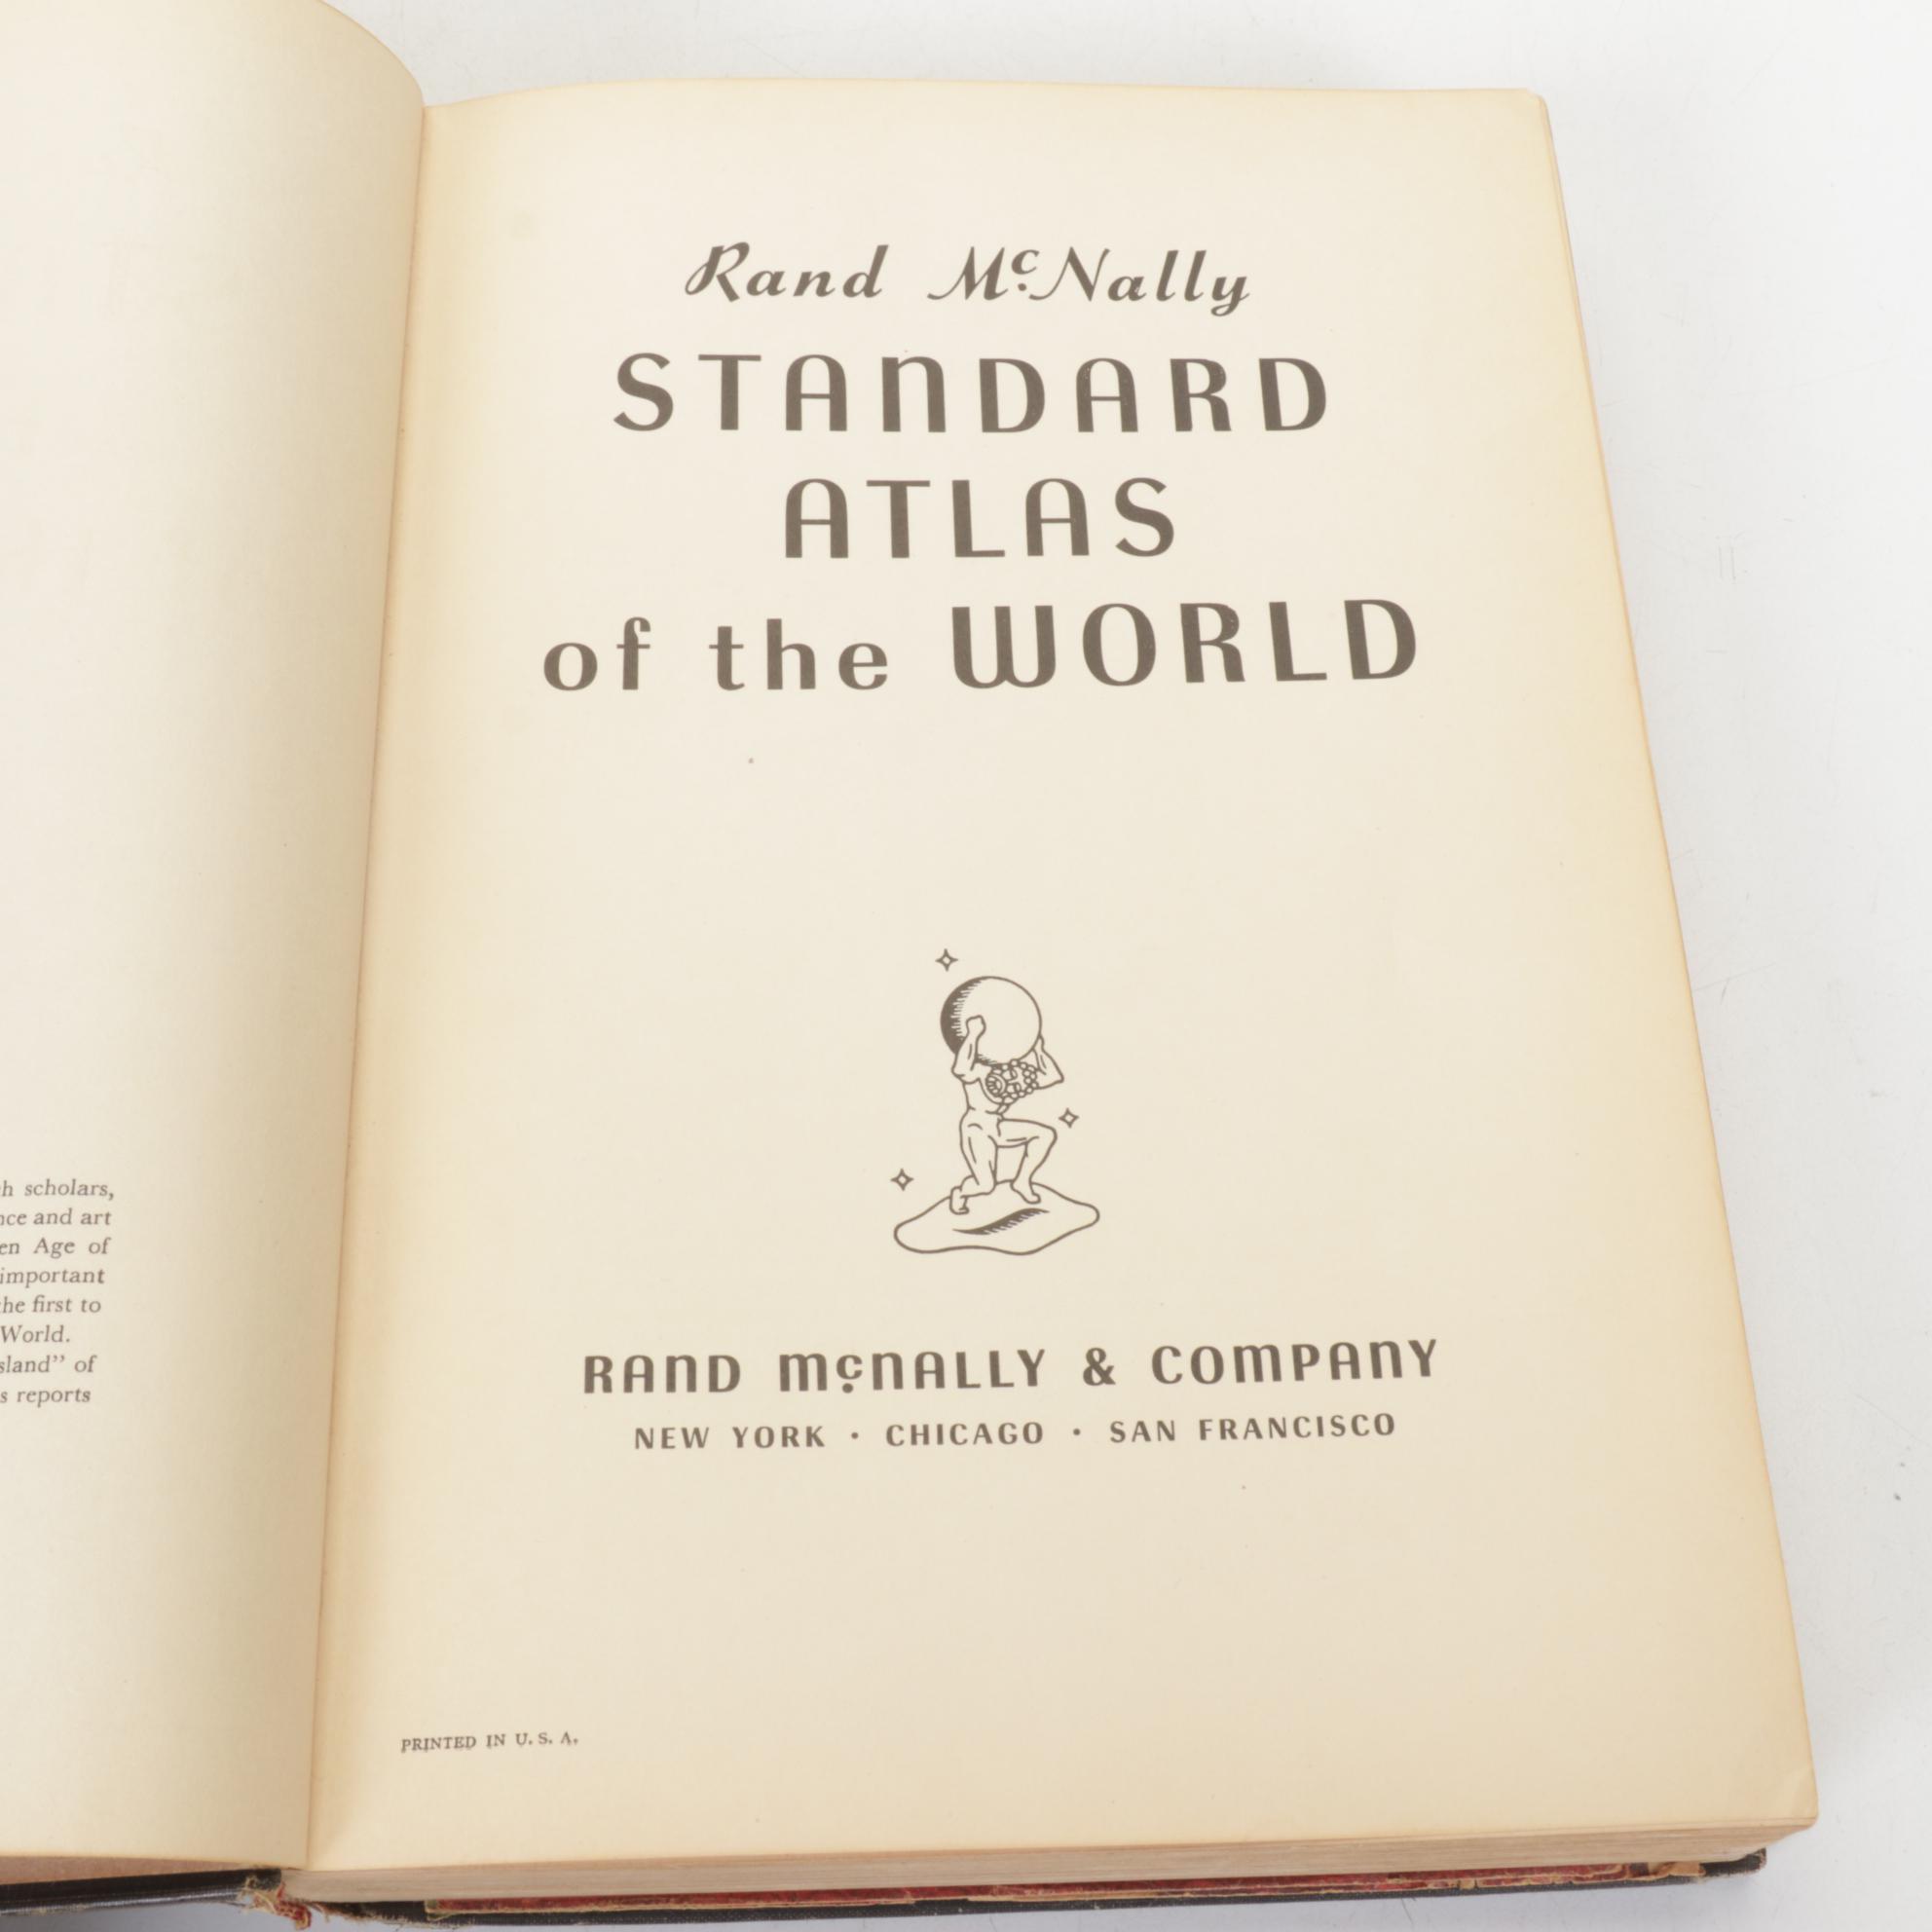 h scholars,
nce and art
en Age of
important
he first to
World.
sland" of
s reports
Rand McNally
STANDARD
ATLAS
of the WORLD
RAND McNALLY & COMPANY
NEW YORK · CHICAGO · SAN FRANCISCO
PRINTED IN U. S. A.